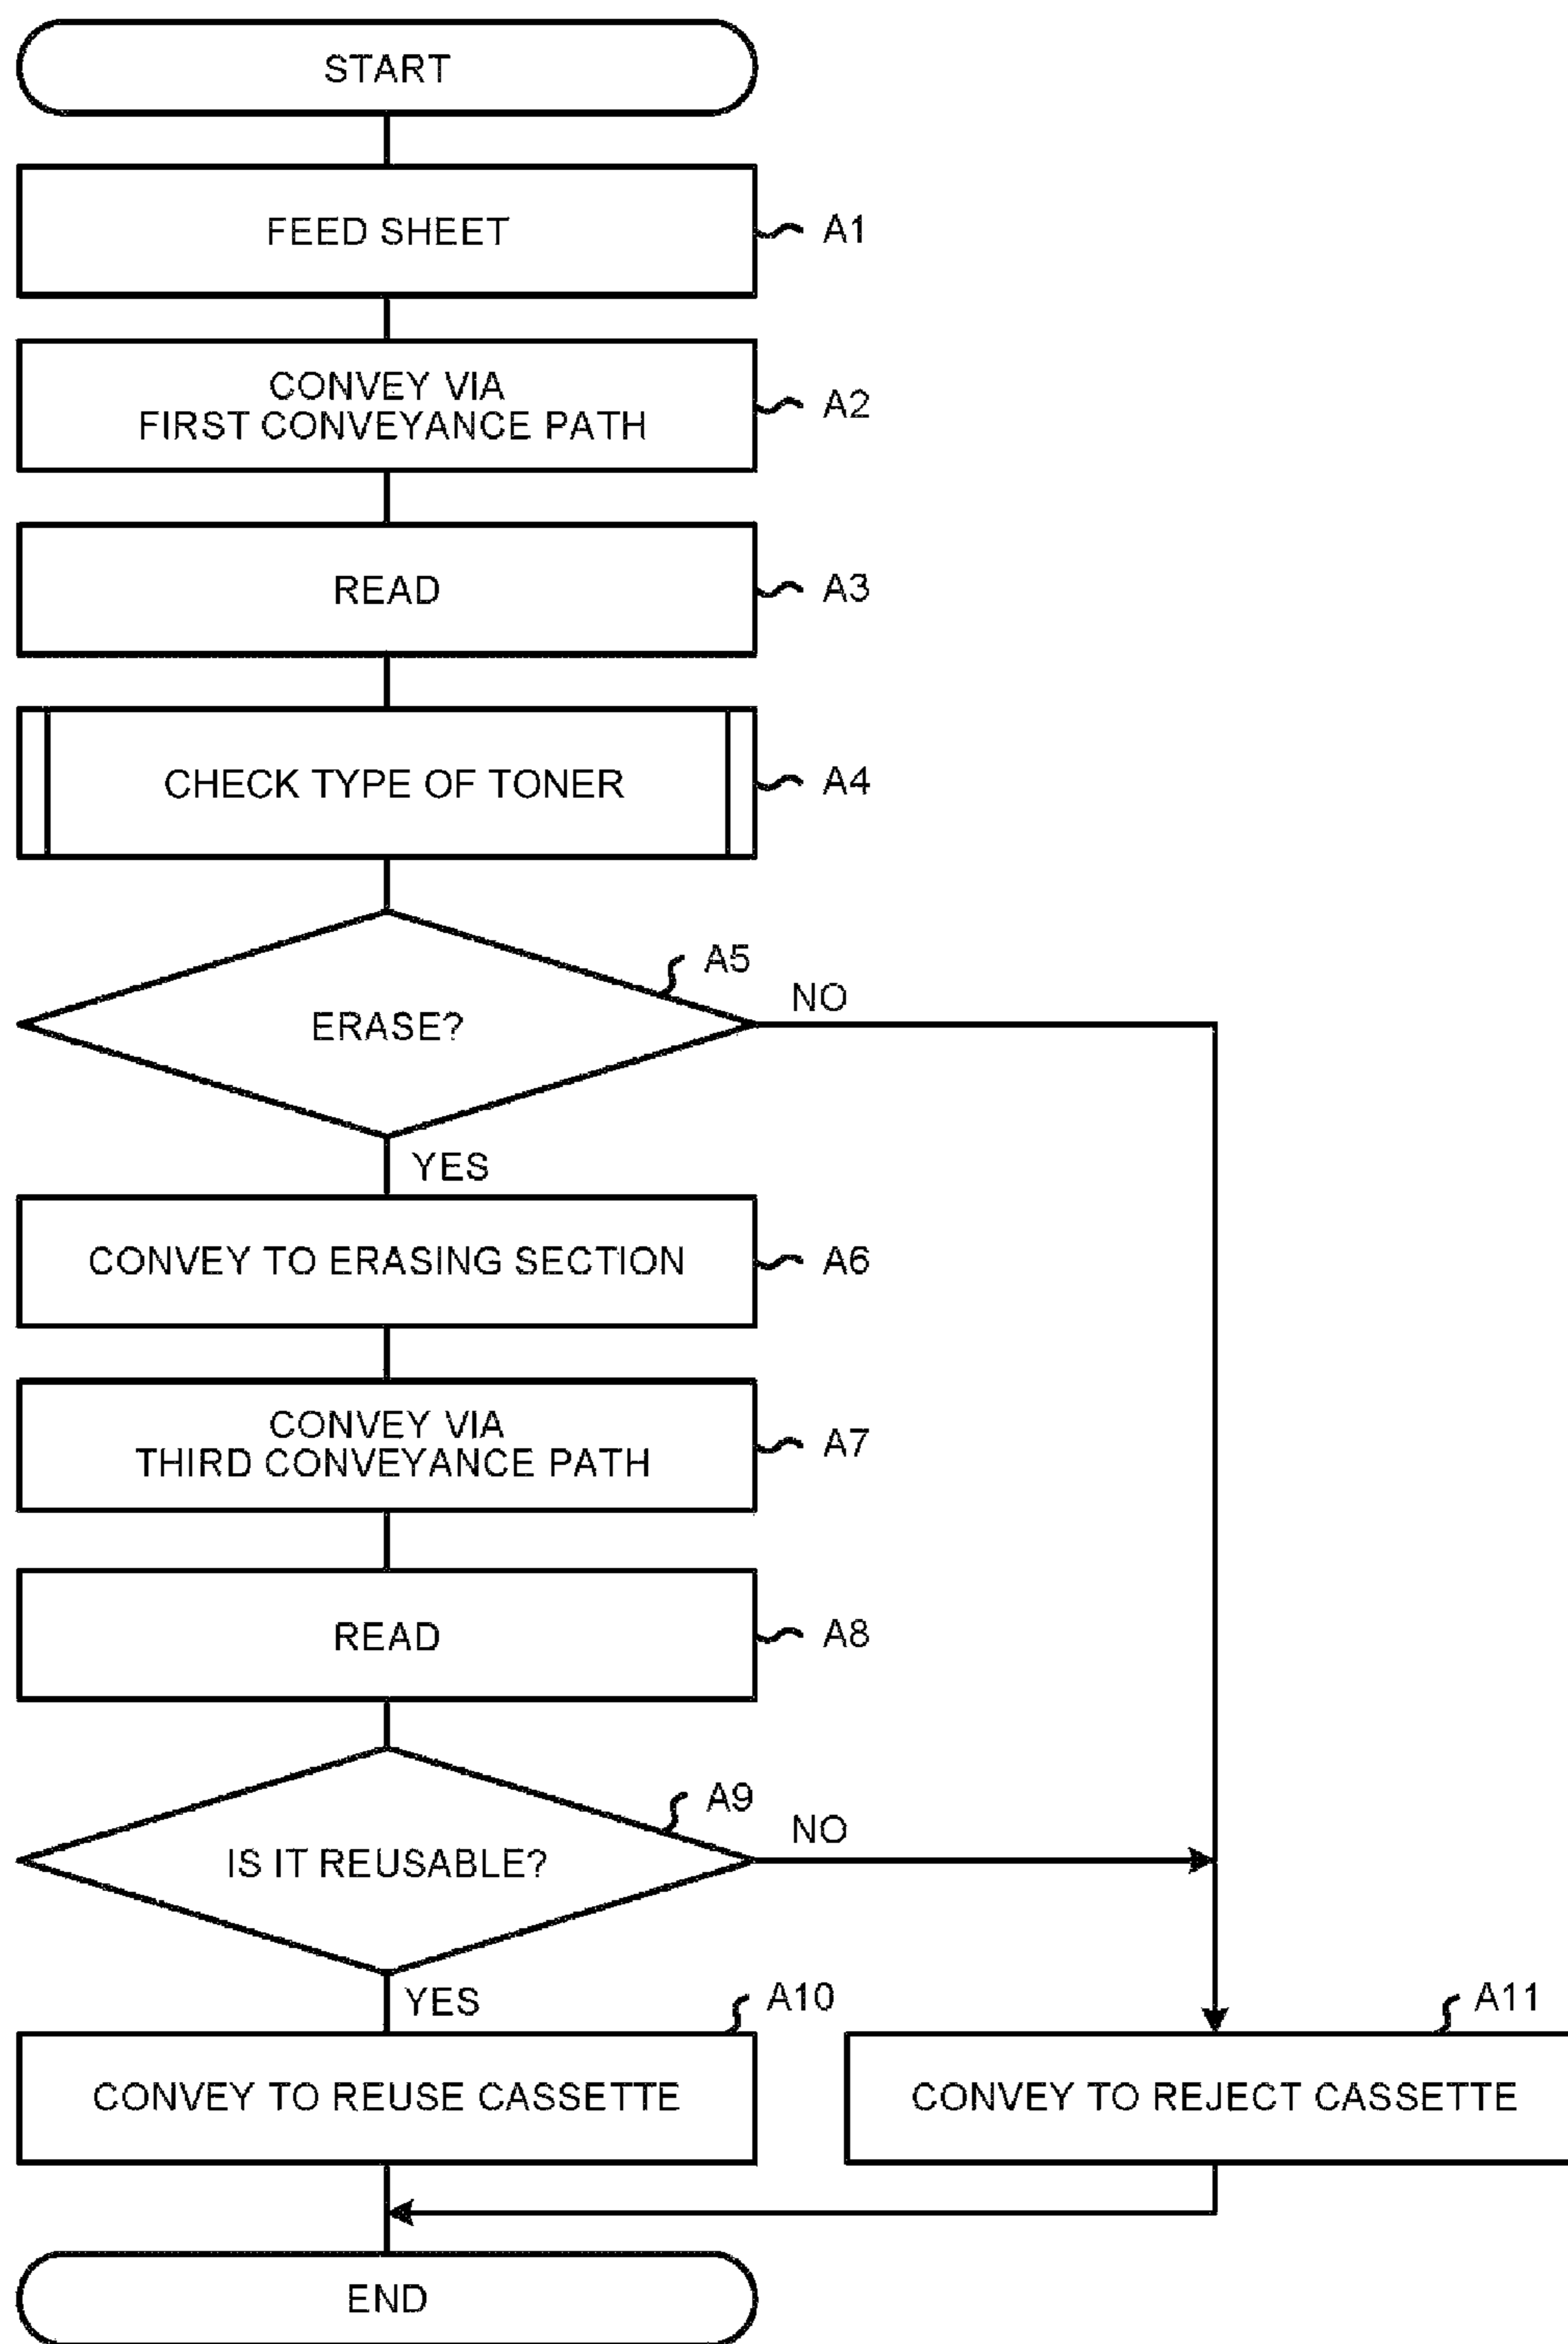 START
FEED SHEET
A1
CONVEY VIA
FIRST CONVEYANCE PATH
A2
READ
A3
CHECK TYPE OF TONER
A4
A5
NO
ERASE?
YES
CONVEY TO ERASING SECTION
A6
CONVEY VIA
THIRD CONVEYANCE PATH
A7
READ
A8
A9
NO
IS IT REUSABLE?
YES
A10
A11
CONVEY TO REUSE CASSETTE
CONVEY TO REJECT CASSETTE
END